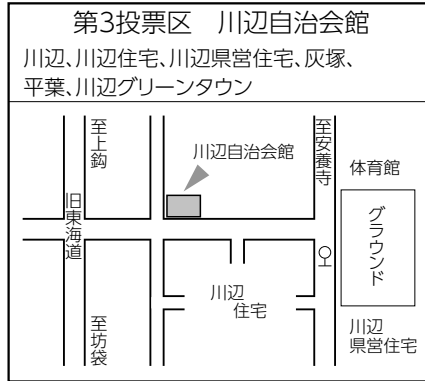 第3投票区　川辺自治会館
川辺、川辺住宅、川辺県営住宅、灰塚、
平葉、川辺グリーンタウン
至上鈎
川辺自治会館
至安養寺
体育館
旧東海道
グラウンド
川辺
住宅
至坊袋
川辺
県営住宅